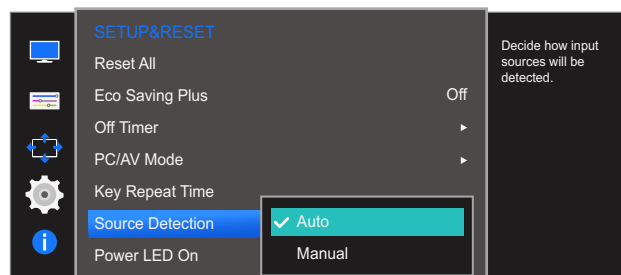 SETUP&RESET
Reset All
Eco Saving Plus Off
Off Timer
PC/AV Mode
Key Repeat Time
Source Detection Auto
Power LED On Manual
Decide how input
sources will be
detected.